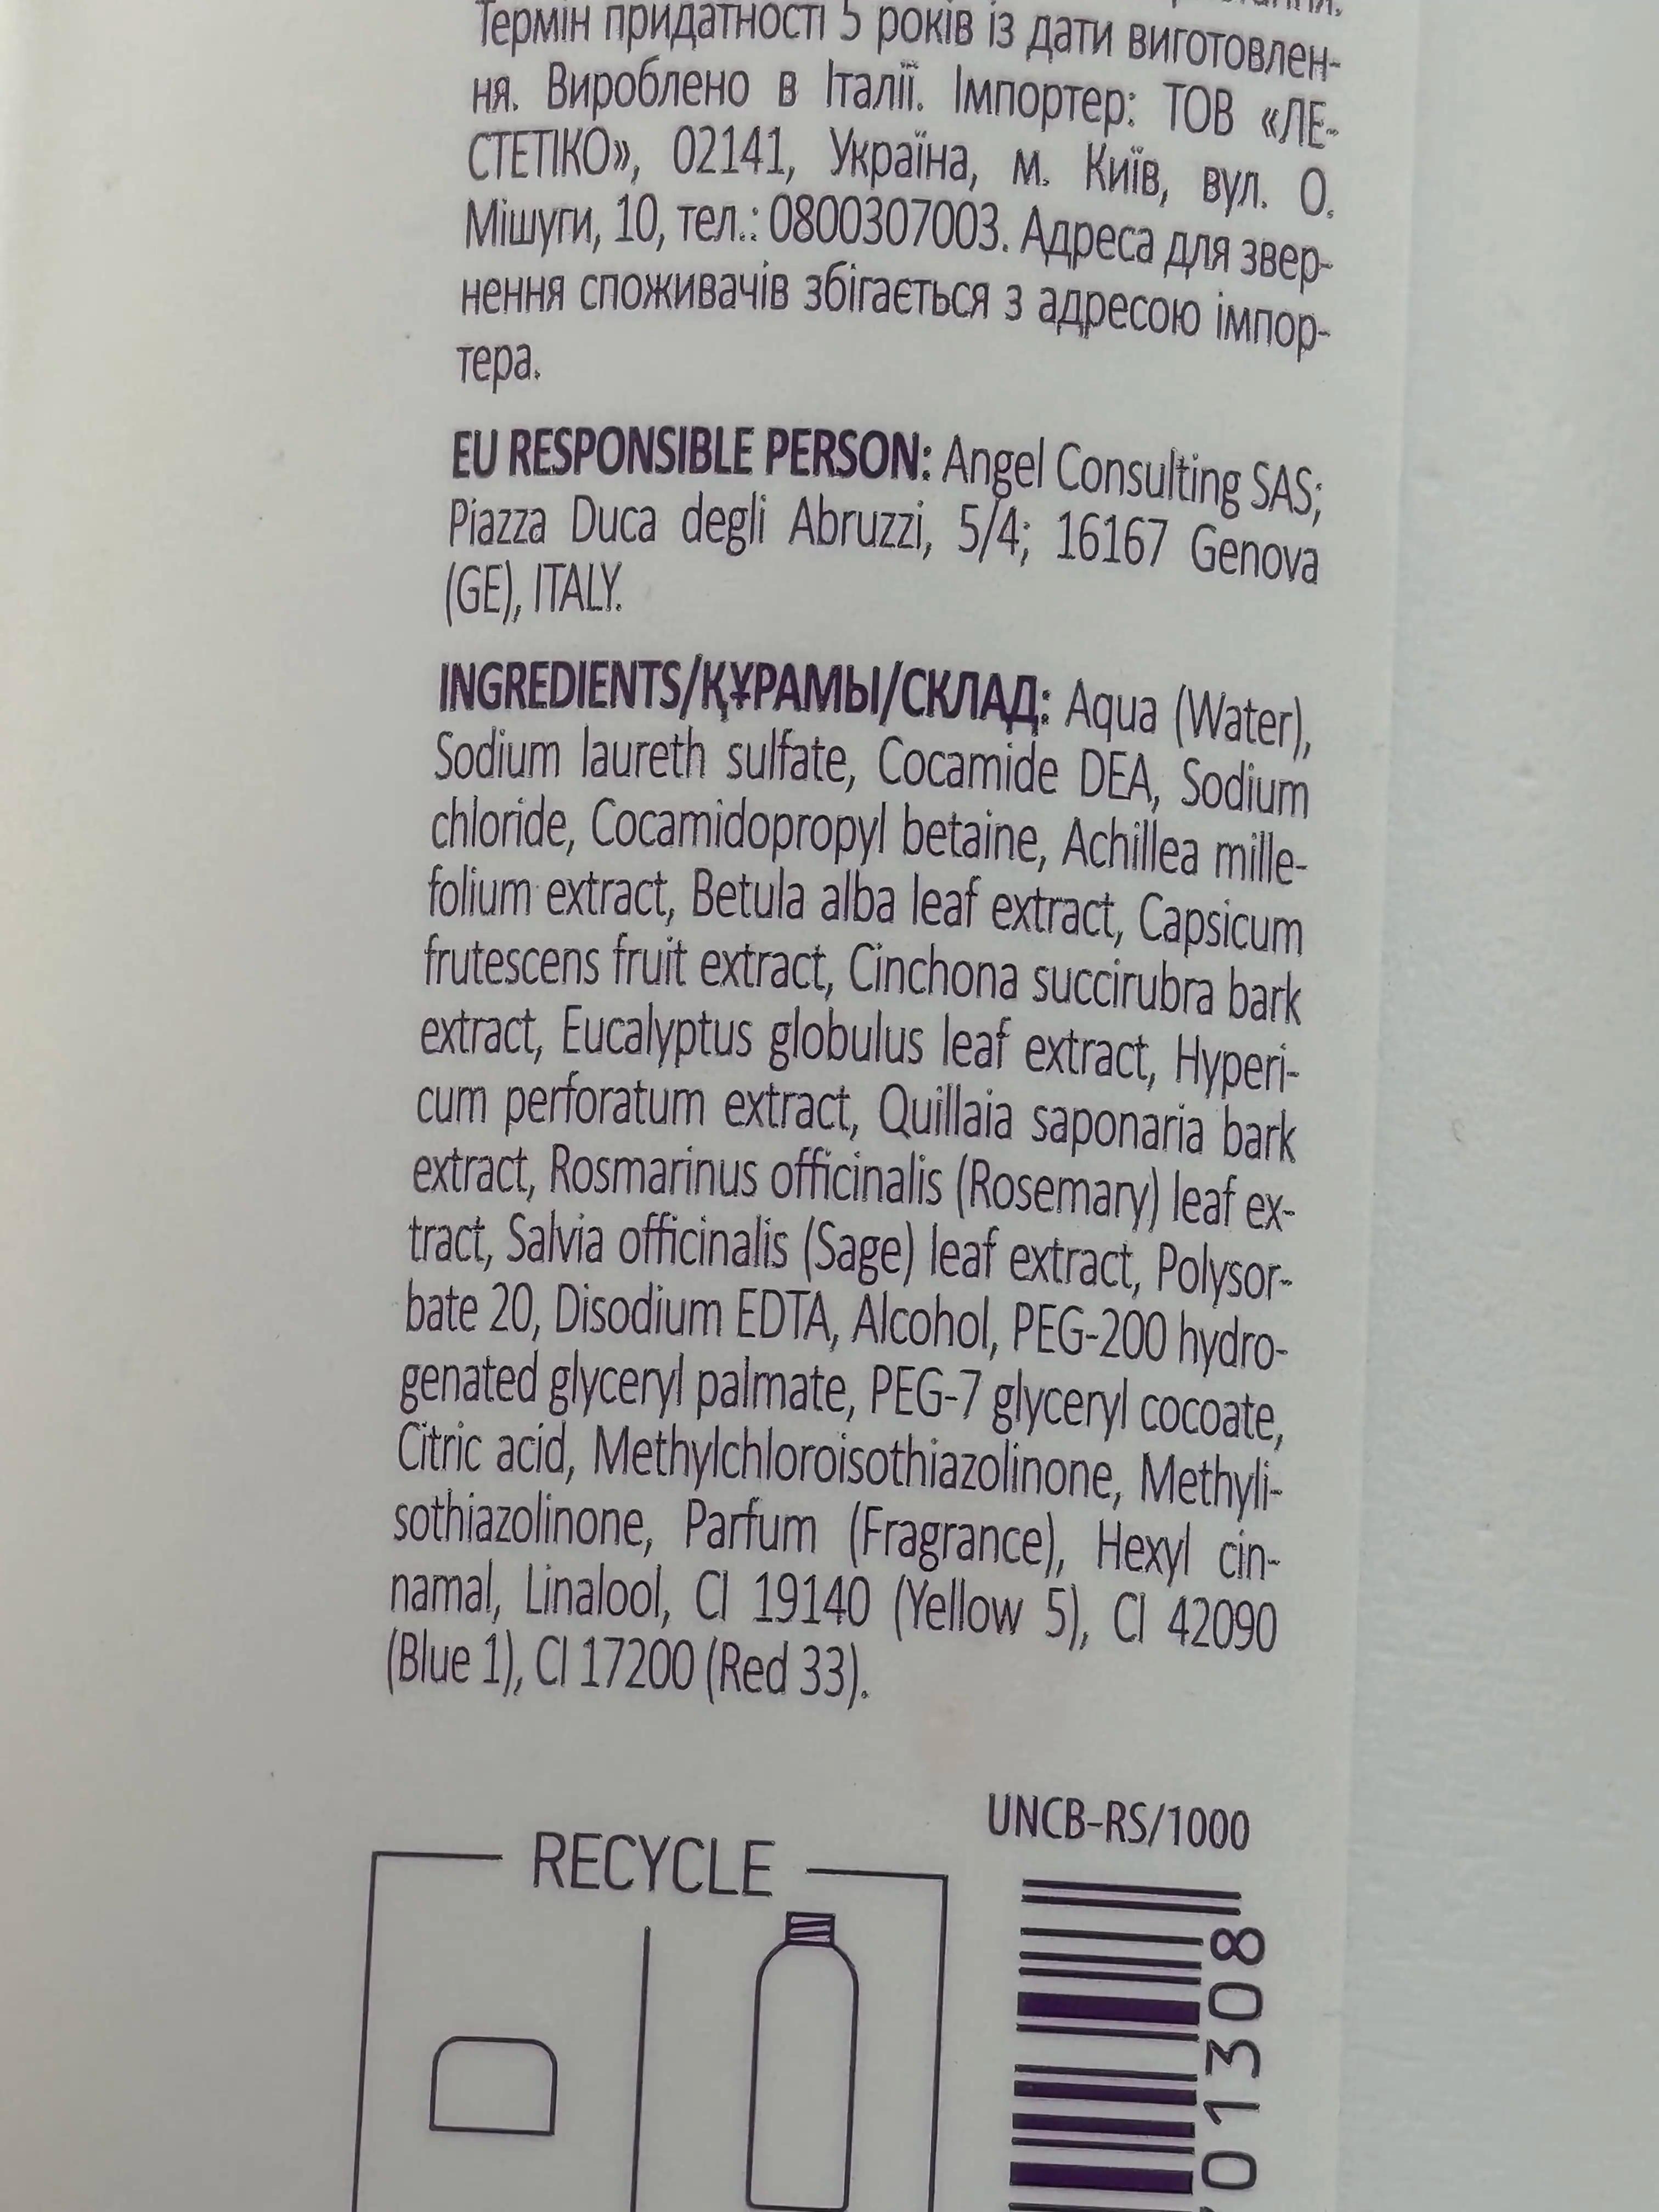 Термін придатності 5 років із дати виготовлен-
ня. Вироблено в Італії. Імпортер: ТОВ «ЛЕ-
СТЕТІКО», 02141, Україна, м. Київ, вул. О.
Мішуги, 10, тел.: 0800307003. Адреса для звер-
нення споживачів збігається з адресою імпор-
тера.
EU RESPONSIBLE PERSON: Angel Consulting SAS;
Piazza Duca degli Abruzzi, 5/4; 16167 Genova
(GE), ITALY.
INGREDIENTS/ҚҰРАМЫ/СКЛАД: Aqua (Water),
Sodium laureth sulfate, Cocamide DEA, Sodium
chloride, Cocamidopropyl betaine, Achillea mille-
folium extract, Betula alba leaf extract, Capsicum
frutescens fruit extract, Cinchona succirubra bark
extract, Eucalyptus globulus leaf extract, Hyperi-
cum perforatum extract, Quillaia saponaria bark
extract, Rosmarinus officinalis (Rosemary) leaf ex-
tract, Salvia officinalis (Sage) leaf extract, Polysor-
bate 20, Disodium EDTA, Alcohol, PEG-200 hydro-
genated glyceryl palmate, PEG-7 glyceryl cocoate,
Citric acid, Methylchloroisothiazolinone, Methyli-
sothiazolinone, Parfum (Fragrance), Hexyl cin-
namal, Linalool, CI 19140 (Yellow 5), CI 42090
(Blue 1), CI 17200 (Red 33).
UNCB-RS/1000
RECYCLE
01308